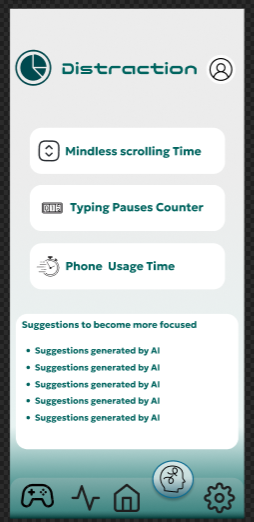 Distraction
Mindless scrolling Time
Typing Pauses Counter
Phone Usage Time
Suggestions to become more focused
• Suggestions generated by AI
• Suggestions generated by AI
• Suggestions generated by AI
• Suggestions generated by AI
• Suggestions generated by AI